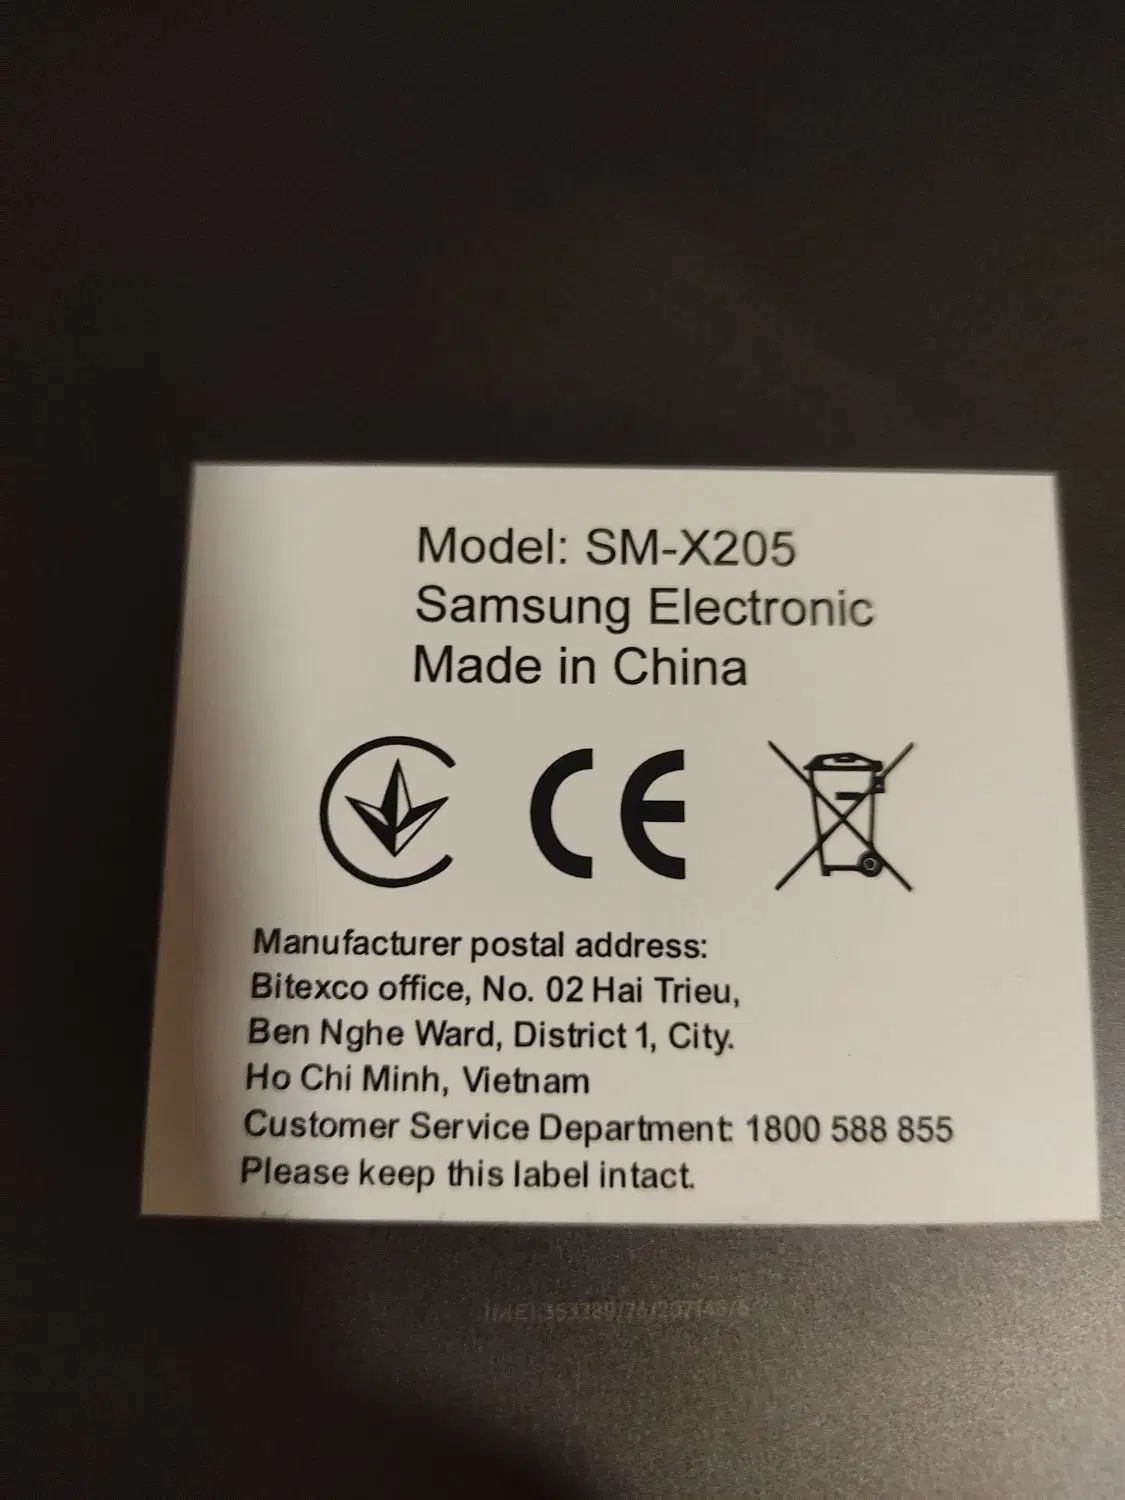 Model: SM-X205
Samsung Electronic
Made in China
CE
Manufacturer postal address:
Bitexco office, No. 02 Hai Trieu,
Ben Nghe Ward, District 1, City.
Ho Chi Minh, Vietnam
Customer Service Department: 1800 588 855
Please keep this label intact.
IMEI